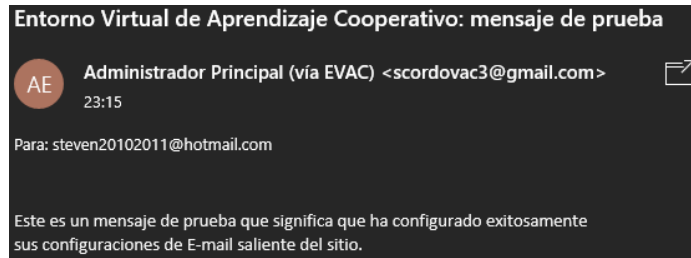 Entorno Virtual de Aprendizaje Cooperativo: mensaje de prueba
AE
Administrador Principal (vía EVAC) <scordovac3@gmail.com>
23:15
Para: steven20102011@hotmail.com
Este es un mensaje de prueba que significa que ha configurado exitosamente
sus configuraciones de E-mail saliente del sitio.